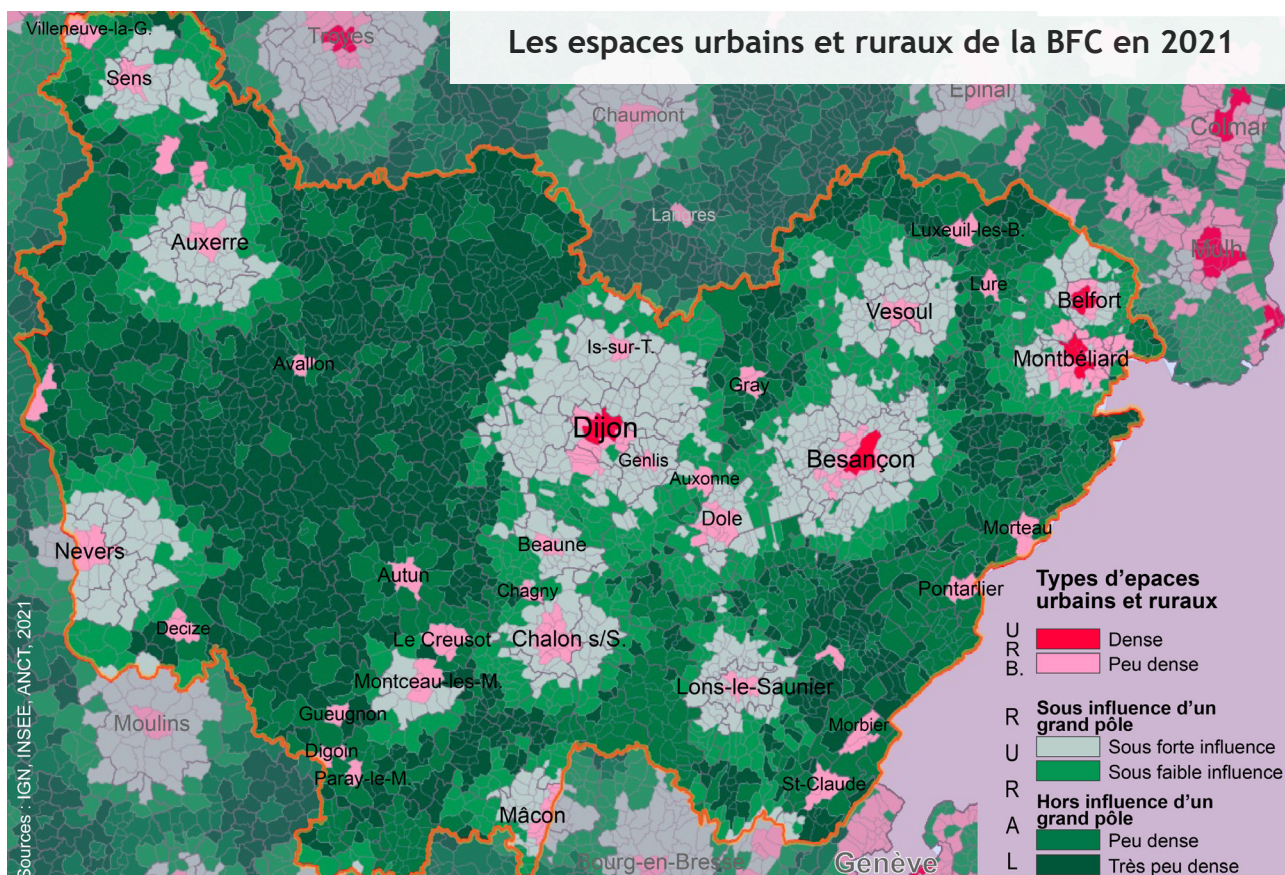 Les espaces urbains et ruraux de la BFC en 2021
Villeneuve-la-G.
Troyes
Sens
Chaumont
Epinal
Colmar
Langres
Luxeuil-les-B.
Auxerre
Mulh.
Lure
Belfort
Vesoul
Is-sur-T.
Montbéliard
Avallon
Gray
Dijon
Genlis
Besançon
Auxonne
Dole
Morteau
Beaune
Nevers
Autun
Chagny
Pontarlier
Decize
Le Creusot
Chalon s/S.
Montceau-les-M.
Lons-le-Saunier
Gueugnon
Moulins
Morbier
Digoin
Paray-le-M.
St-Claude
Mâcon
Bourg-en-Bresse
Genève
Types d'epaces
urbains et ruraux
URB.
Dense
Peu dense
RURAL
Sous influence d'un
grand pôle
Sous forte influence
Sous faible influence
Hors influence d'un
grand pôle
Peu dense
Très peu dense
Sources : IGN, INSEE, ANCT, 2021